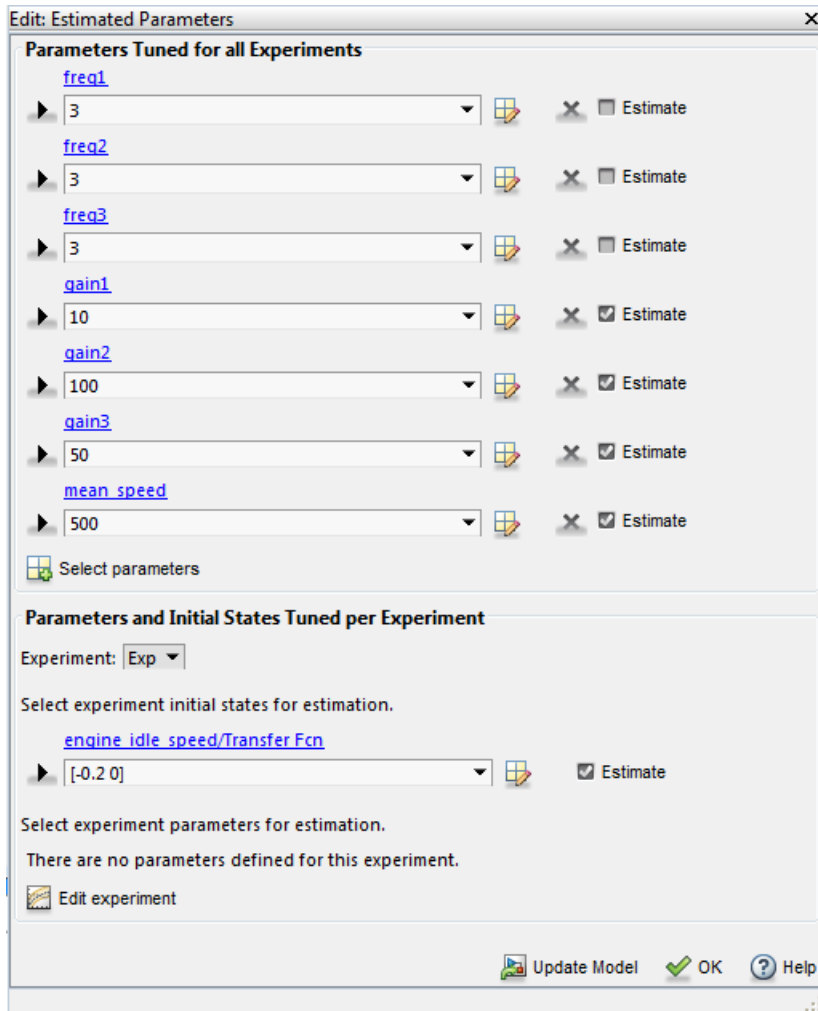 Edit: Estimated Parameters
Parameters Tuned for all Experiments
freq1
3 Estimate
freq2
3 Estimate
freq3
3 Estimate
gain1
10 Estimate
gain2
100 Estimate
gain3
50 Estimate
mean_speed
500 Estimate
Select parameters
Parameters and Initial States Tuned per Experiment
Experiment: Exp
Select experiment initial states for estimation.
engine_idle_speed/Transfer Fcn
[-0.2 0] Estimate
Select experiment parameters for estimation.
There are no parameters defined for this experiment.
Edit experiment
Update Model OK Help